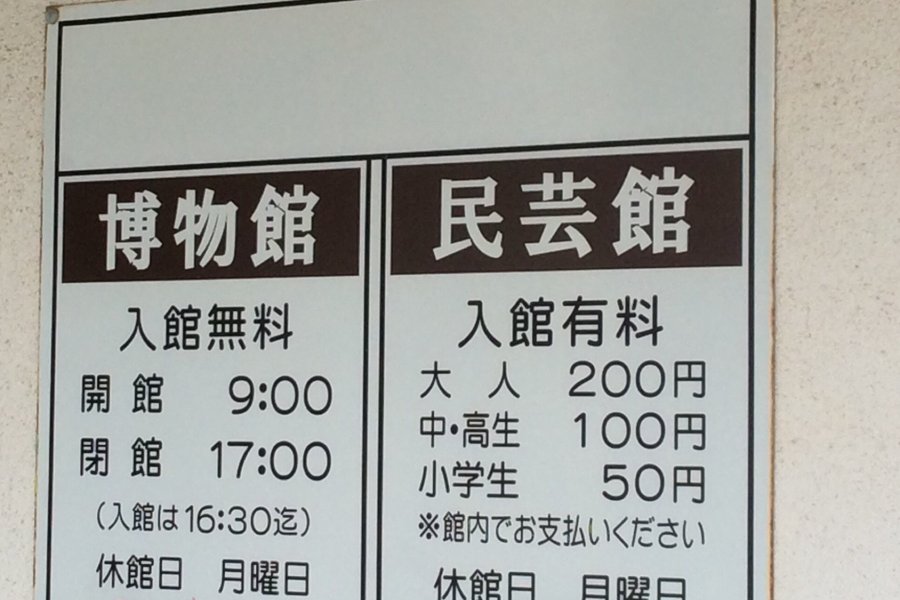 博物館
入館無料
開館 9:00
閉館 17:00
(入館は16:30迄)
休館日 月曜日
民芸館
入館有料
大人 200円
中・高生 100円
小学生 50円
※館内でお支払いください
休館日 月曜日